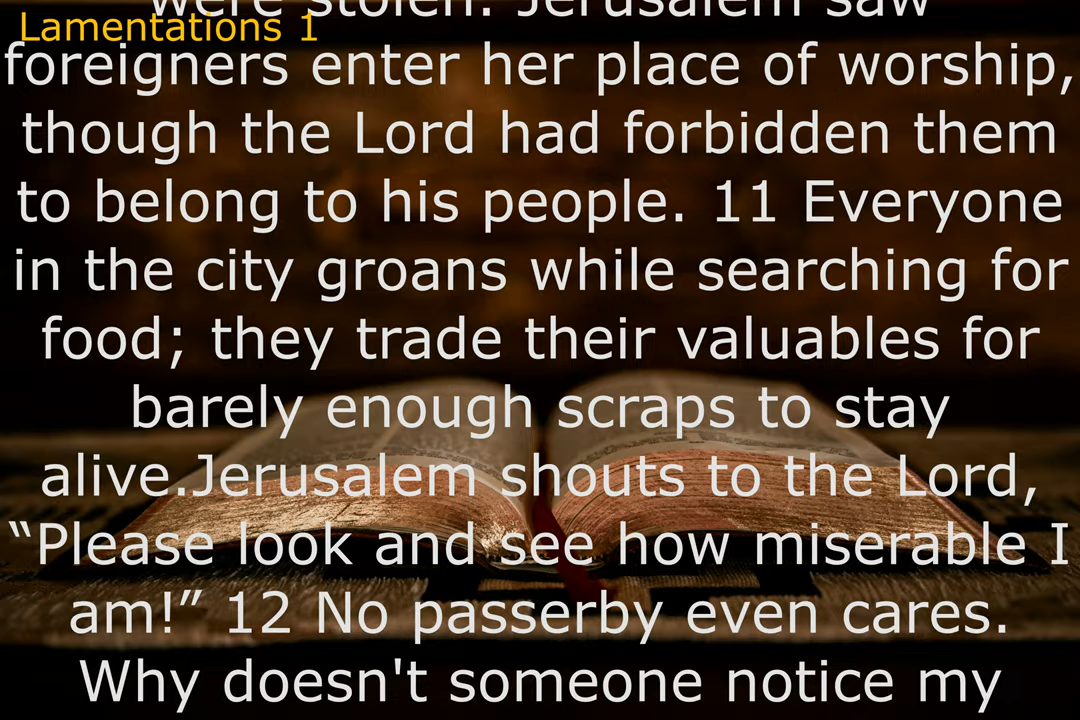 were stolen. Jerusalem saw
Lamentations 1
foreigners enter her place of worship,
though the Lord had forbidden them
to belong to his people. 11 Everyone
in the city groans while searching for
food; they trade their valuables for
barely enough scraps to stay
alive.Jerusalem shouts to the Lord,
“Please look and see how miserable I
am!” 12 No passerby even cares.
Why doesn't someone notice my